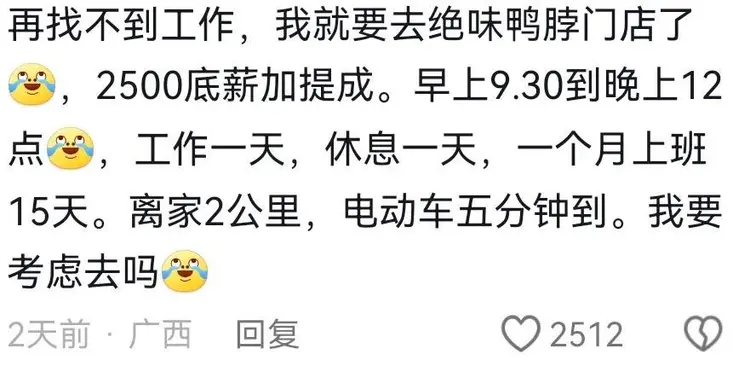 再找不到工作，我就要去绝味鸭脖门店了
😂，2500底薪加提成。早上9.30到晚上12
点😂，工作一天，休息一天，一个月上班
15天。离家2公里，电动车五分钟到。我要
考虑去吗😂
2天前 · 广西 回复 2512